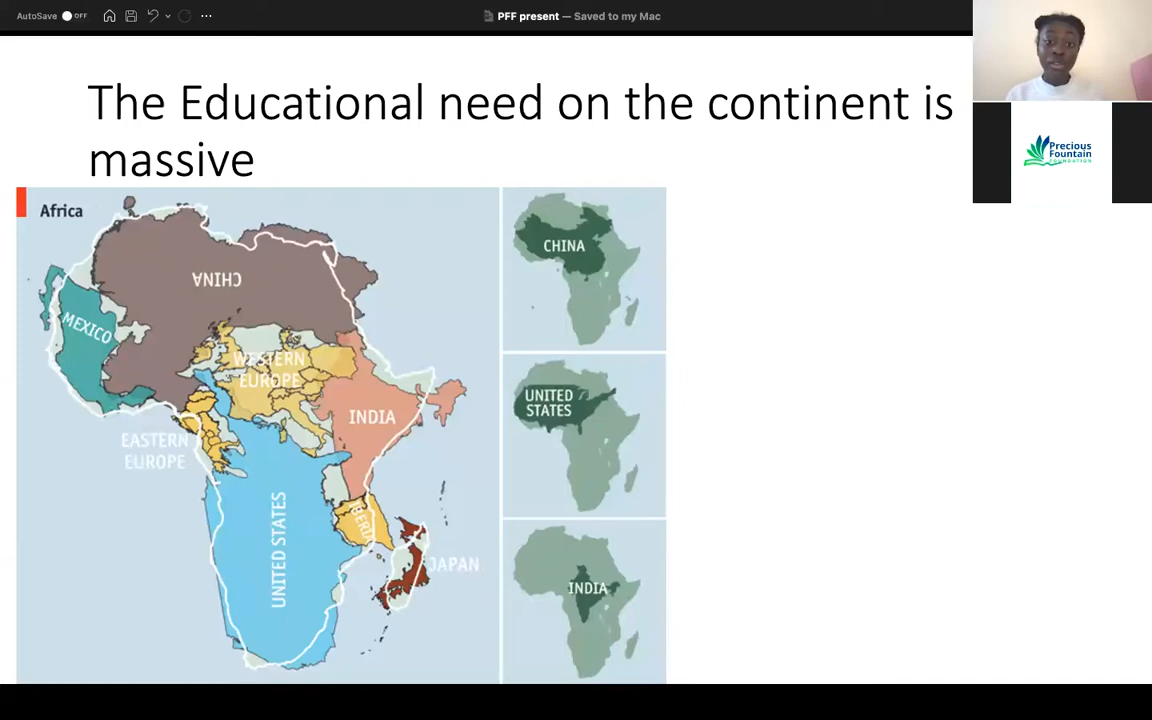 AutoSave OFF
PFF present — Saved to my Mac
The Educational need on the continent is
massive
Precious
Fountain
FOUNDATION
Africa
CHINA
MEXICO
WESTERN
EUROPE
INDIA
EASTERN
EUROPE
UNITED STATES
JAPAN
CHINA
UNITED
STATES
INDIA